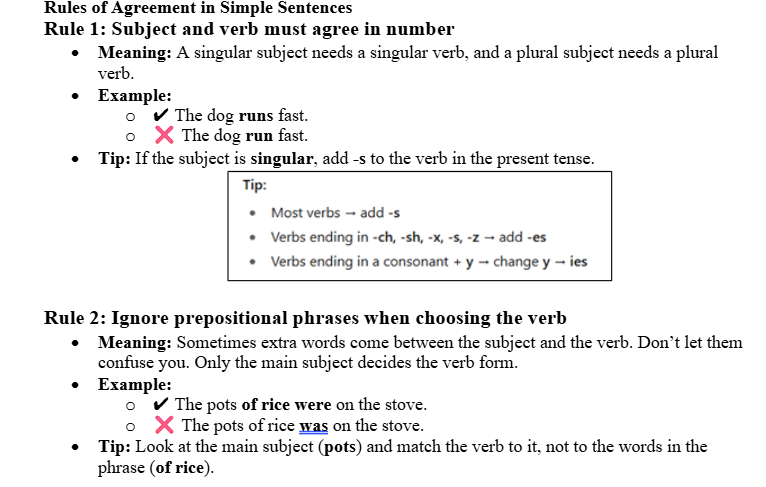 Rules of Agreement in Simple Sentences
Rule 1: Subject and verb must agree in number
• Meaning: A singular subject needs a singular verb, and a plural subject needs a plural
verb.
• Example:
o ✔ The dog runs fast.
o ❌ The dog run fast.
• Tip: If the subject is singular, add -s to the verb in the present tense.
Tip:
• Most verbs → add -s
• Verbs ending in -ch, -sh, -x, -s, -z → add -es
• Verbs ending in a consonant + y → change y → ies
Rule 2: Ignore prepositional phrases when choosing the verb
• Meaning: Sometimes extra words come between the subject and the verb. Don’t let them
confuse you. Only the main subject decides the verb form.
• Example:
o ✔ The pots of rice were on the stove.
o ❌ The pots of rice was on the stove.
• Tip: Look at the main subject (pots) and match the verb to it, not to the words in the
phrase (of rice).